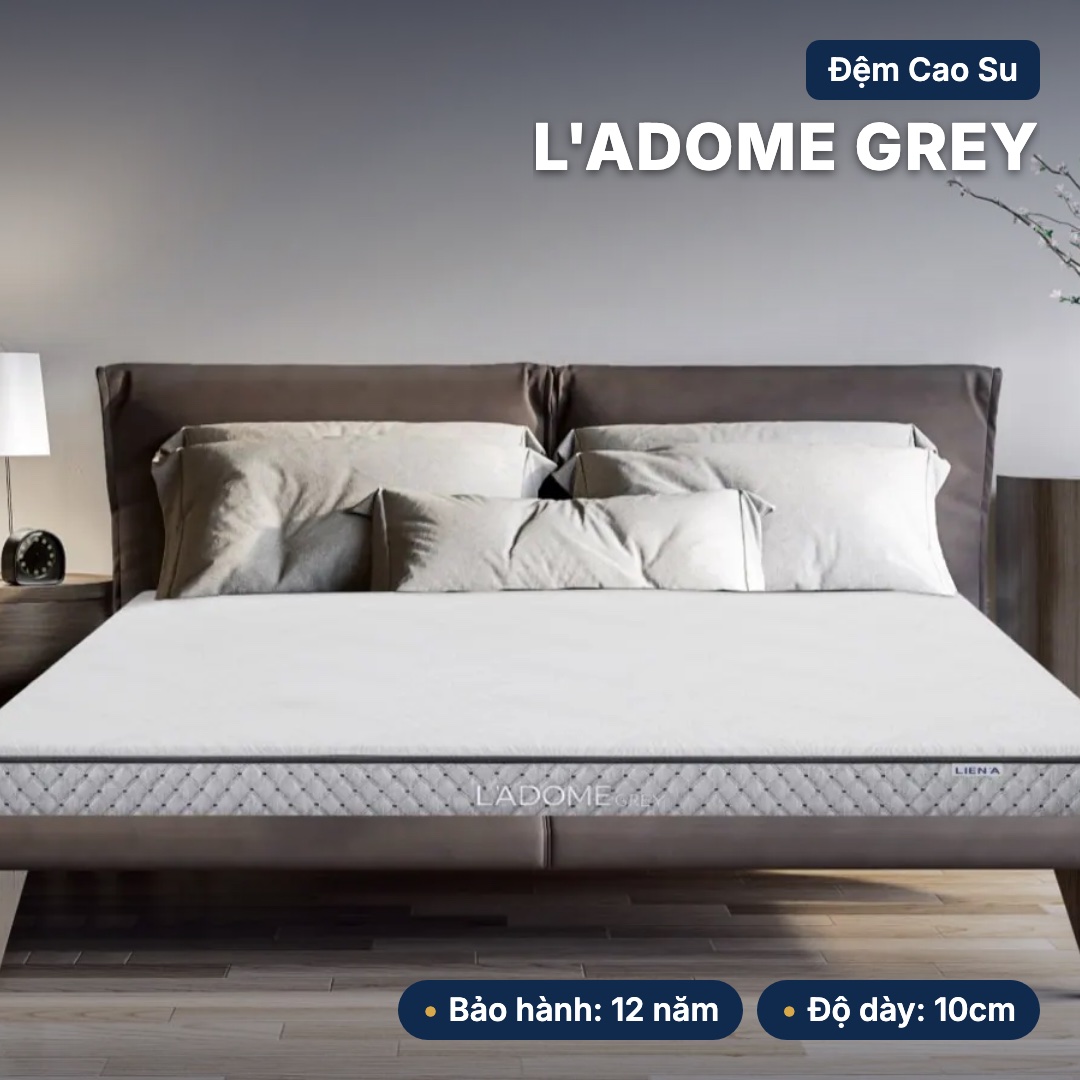 Đệm Cao Su
L'ADOME GREY
LIEN'A
L'ADOME GREY
Bảo hành: 12 năm
Độ dày: 10cm